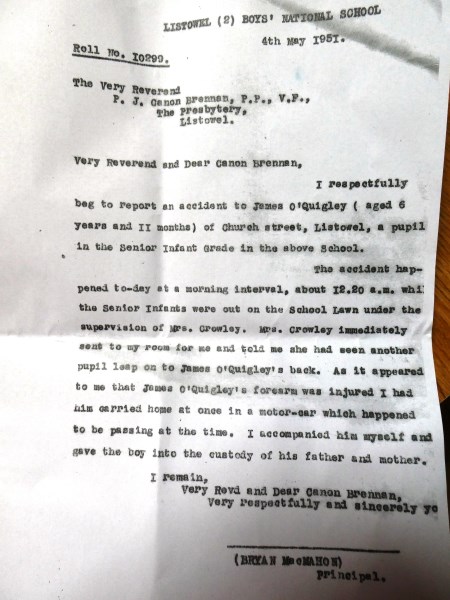 LISTOWEL (2) BOYS' NATIONAL SCHOOL
4th May 1951.
Roll No. I0299.
The Very Reverend
P. J. Canon Brennan, P.P., V.F.,
The Presbytery,
Listowel.
Very Reverend and Dear Canon Brennan,
I respectfully
beg to report an accident to James O'Quigley ( aged 6
years and II months) of Church street, Listowel, a pupil
in the Senior Infant Grade in the above School.
The accident hap-
pened to-day at a morning interval, about I2.20 a.m. whil
the Senior Infants were out on the School Lawn under the
supervision of Mrs. Crowley. Mrs. Crowley immediately
sent to my room for me and told me she had seen another
pupil leap on to James O'Quigley's back. As it appeared
to me that James O'Quigley's forearm was injured I had
him carried home at once in a motor-car which happened
to be passing at the time. I accompanied him myself and
gave the boy into the custody of his father and mother.
I remain,
Very Revd and Dear Canon Brennan,
Very respectfully and sincerely yo
(BRYAN MacMAHON)
Principal.